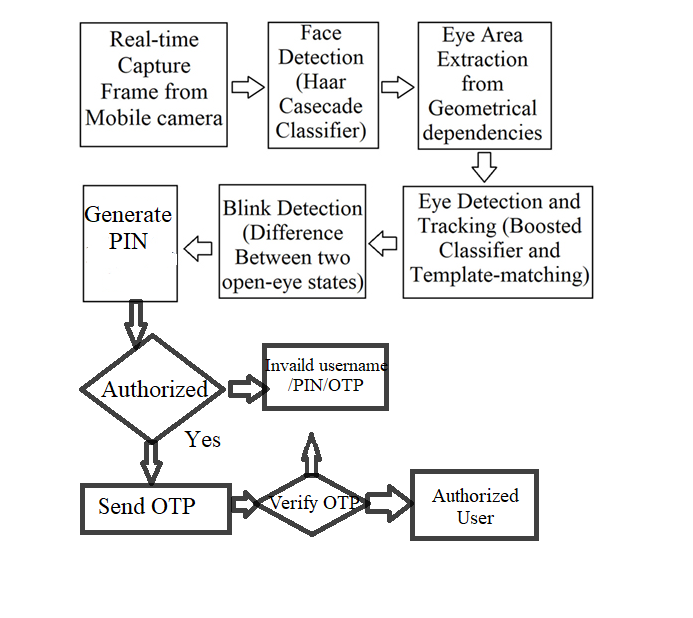 Real-time
Capture
Frame from
Mobile camera
Face
Detection
(Haar
Casecade
Classifier)
Eye Area
Extraction
from
Geometrical
dependencies
Eye Detection and
Tracking (Boosted
Classifier and
Template-matching)
Blink Detection
(Difference
Between two
open-eye states)
Generate
PIN
Authorized
Invaild username
/PIN/OTP
Yes
Send OTP
Verify OTP
Authorized
User